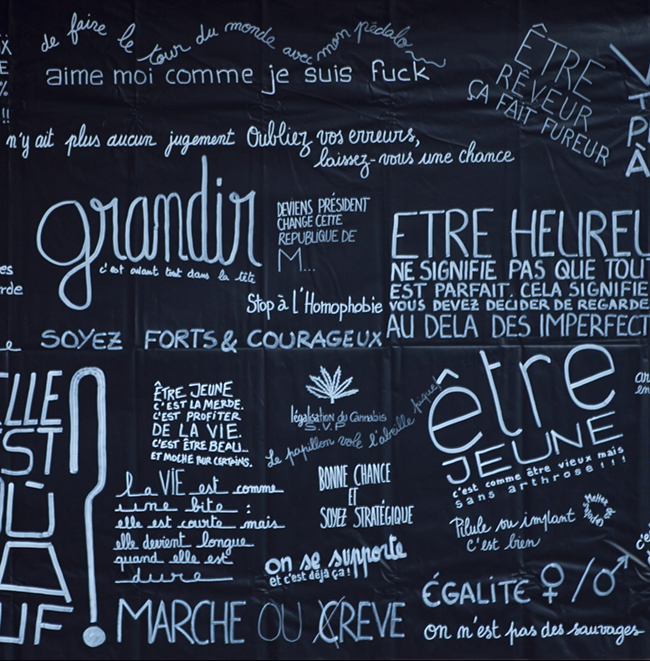 de faire le tour du monde avec mon pédalo
aime moi comme je suis fuck
ÊTRE
RÊVEUR
ÇA FAIT FUREUR
n'y ait plus aucun jugement
Oubliez vos erreurs,
laissez-vous une chance
grandir
c'est avant tout dans la tête
DEVIENS PRÉSIDENT
CHANGE CETTE
REPUBLIQUE DE
M...
Stop à l'Homophobie
ETRE HEUREU
NE SIGNIFIE PAS QUE TOUT
EST PARFAIT. CELA SIGNIFIE
VOUS DEVEZ DECIDER DE REGARDE
AU DELA DES IMPERFECT
SOYEZ FORTS & COURAGEUX
ELLE
EST
OÙ
LA
EUF
!
ÊTRE JEUNE
C'EST LA MERDE.
C'EST PROFITER
DE LA VIE.
C'EST ÊTRE BEAU...
ET MOCHE POUR CERTAINS.
légalisation du Cannabis
S.V.P
Le papillon vole l'abeille pique,
être
JEUNE
c'est comme être vieux mais
sans arthrose!!!
la VIE est comme
une bite :
elle est courte mais
elle devient longue
quand elle est
dure
BONNE CHANCE
ET
SOYEZ STRATÉGIQUE
on se supporte
et c'est déjà ça !
Pilule ou implant
c'est bien
MARCHE OU CREVE
ÉGALITÉ ♀/♂
on n'est pas des sauvages